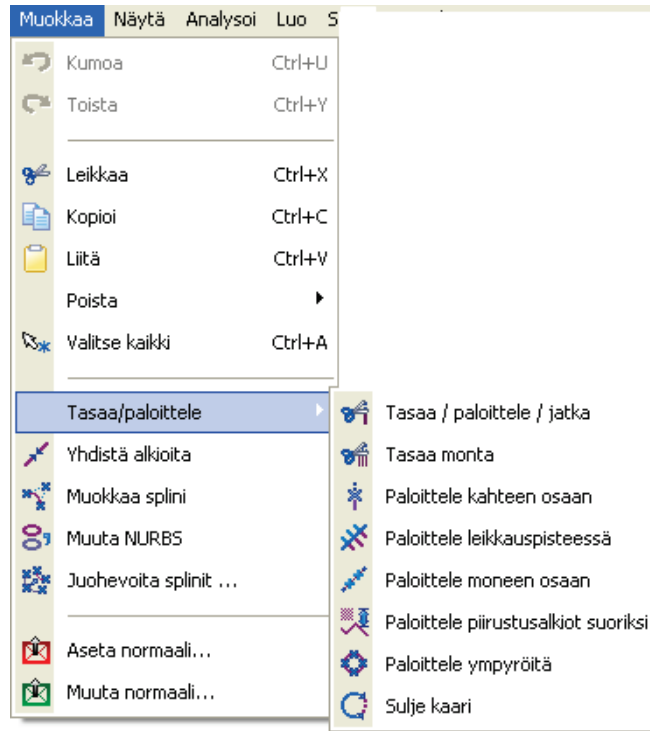 Muokkaa Näytä Analysoi Luo S
Kumoa Ctrl+U
Toista Ctrl+Y
Leikkaa Ctrl+X
Kopioi Ctrl+C
Liitä Ctrl+V
Poista
Valitse kaikki Ctrl+A
Tasaa/paloittele
Yhdistä alkioita
Muokkaa splini
Muuta NURBS
Juohevoita splinit ...
Aseta normaali...
Muuta normaali...
Tasaa / paloittele / jatka
Tasaa monta
Paloittele kahteen osaan
Paloittele leikkauspisteessä
Paloittele moneen osaan
Paloittele piirustusalkiot suoriksi
Paloittele ympyröitä
Sulje kaari